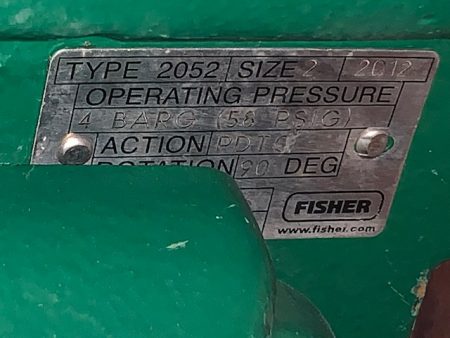 TYPE 2052 SIZE 2 2012
OPERATING PRESSURE
4 BARG (58 PSIG)
ACTION PDTC
ROTATION 90 DEG
FISHER
www.fisher.com